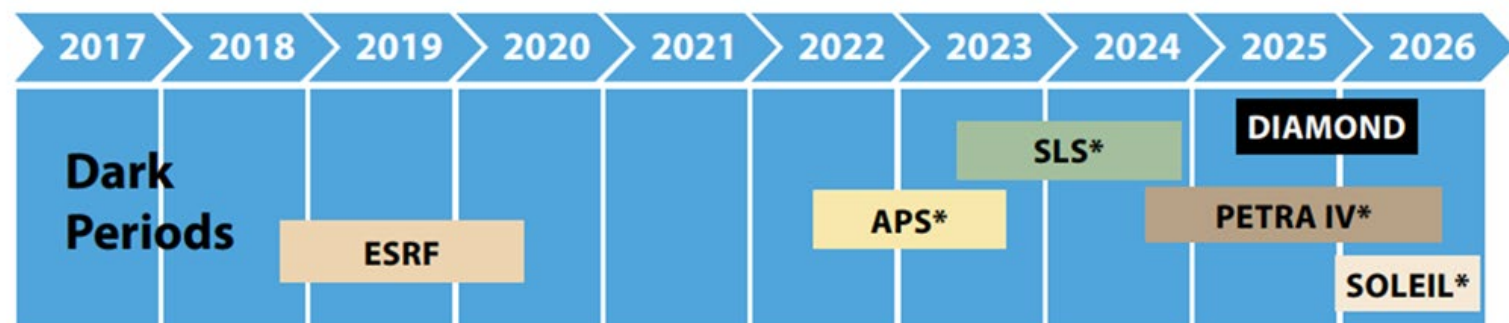 2017 2018 2019 2020 2021 2022 2023 2024 2025 2026
Dark
Periods
ESRF
APS*
SLS*
DIAMOND
PETRA IV*
SOLEIL*